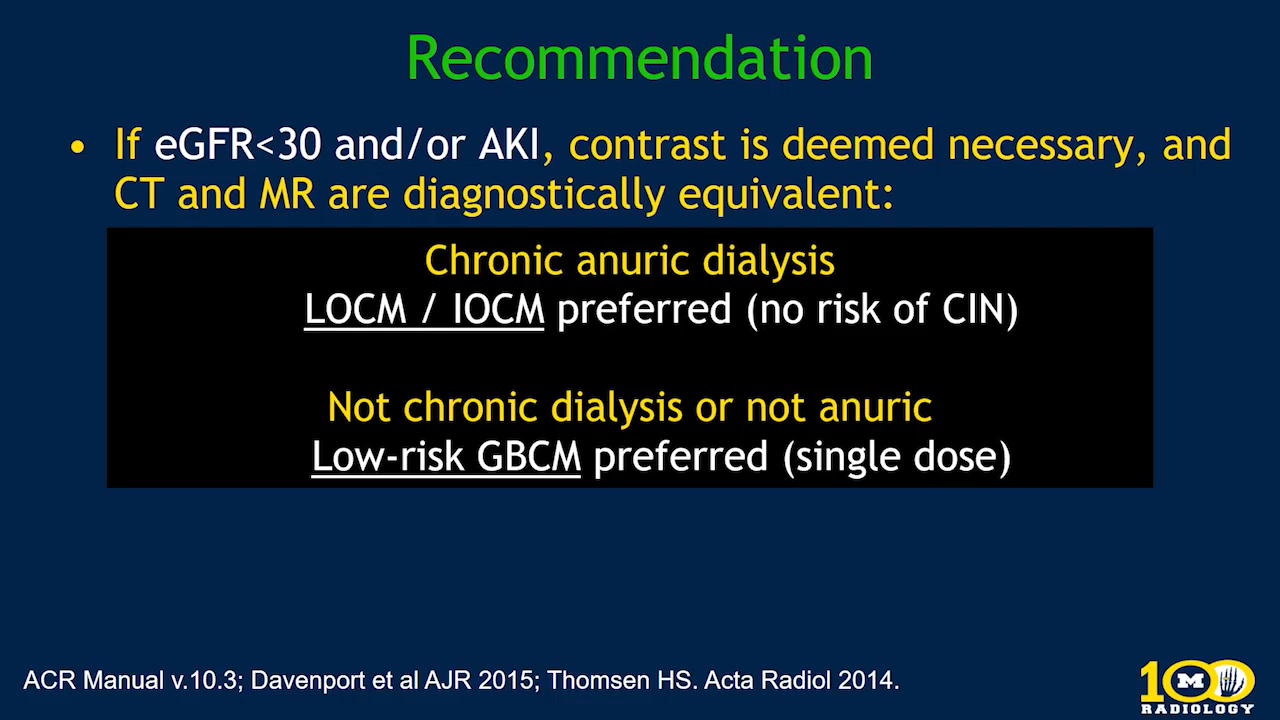 Recommendation
• If eGFR<30 and/or AKI, contrast is deemed necessary, and
CT and MR are diagnostically equivalent:
Chronic anuric dialysis
LOCM / IOCM preferred (no risk of CIN)
Not chronic dialysis or not anuric
Low-risk GBCM preferred (single dose)
ACR Manual v.10.3; Davenport et al AJR 2015; Thomsen HS. Acta Radiol 2014.
100
M
RADIOLOGY